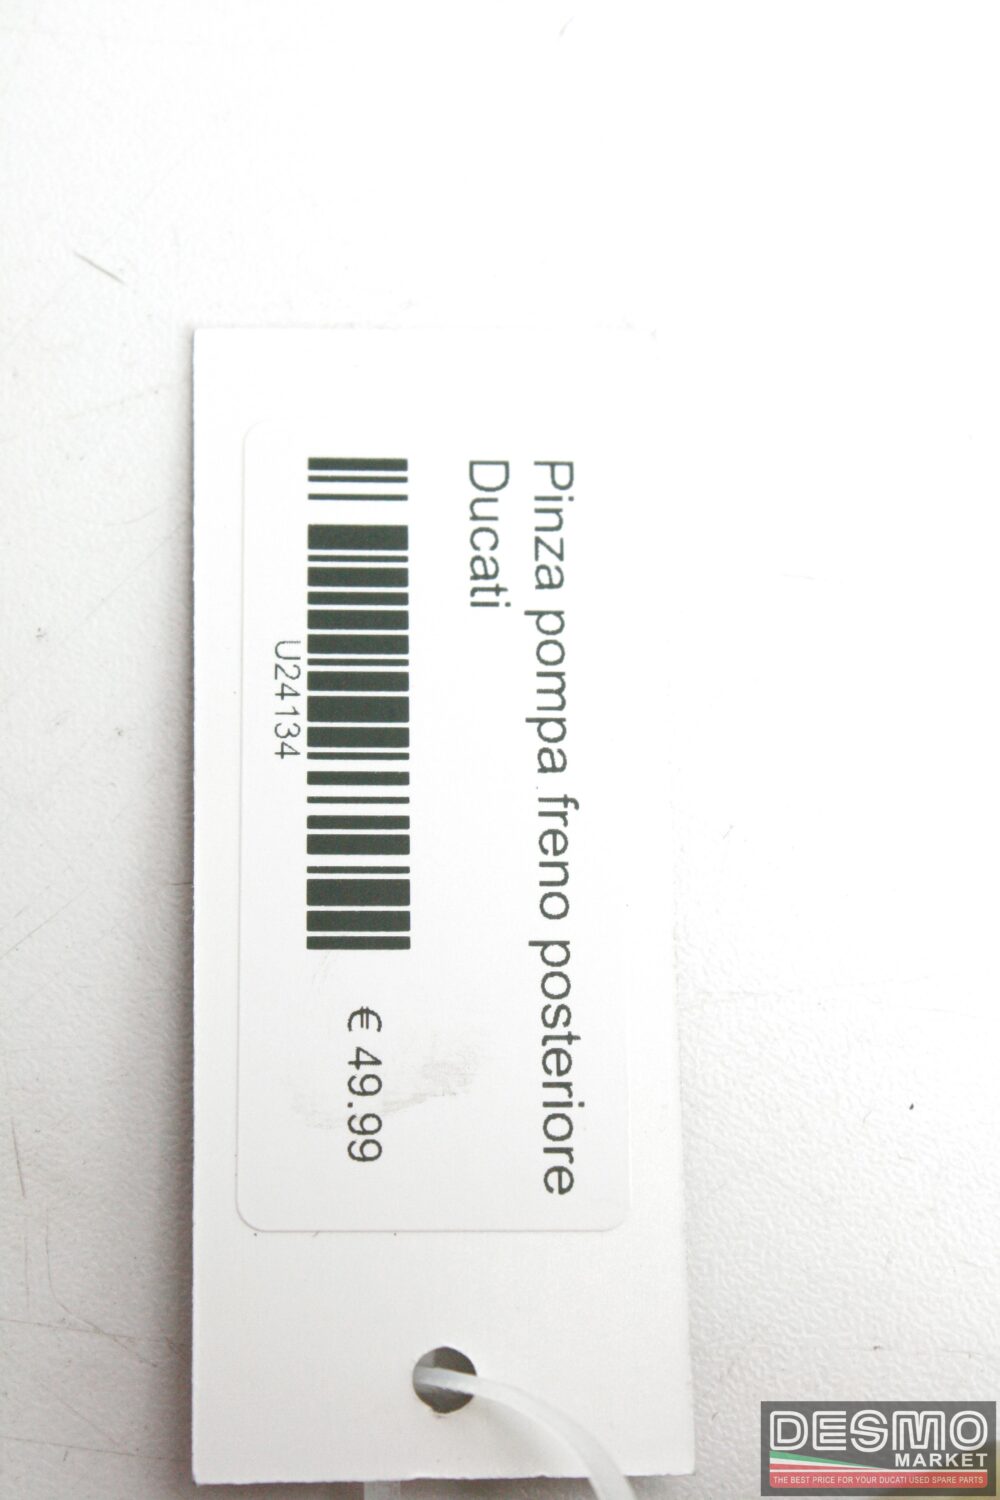 Pinza pompa freno posteriore
Ducati
€ 49.99
U24134
DESMO
MARKET
THE BEST PRICE FOR YOUR DUCATI USED SPARE PARTS